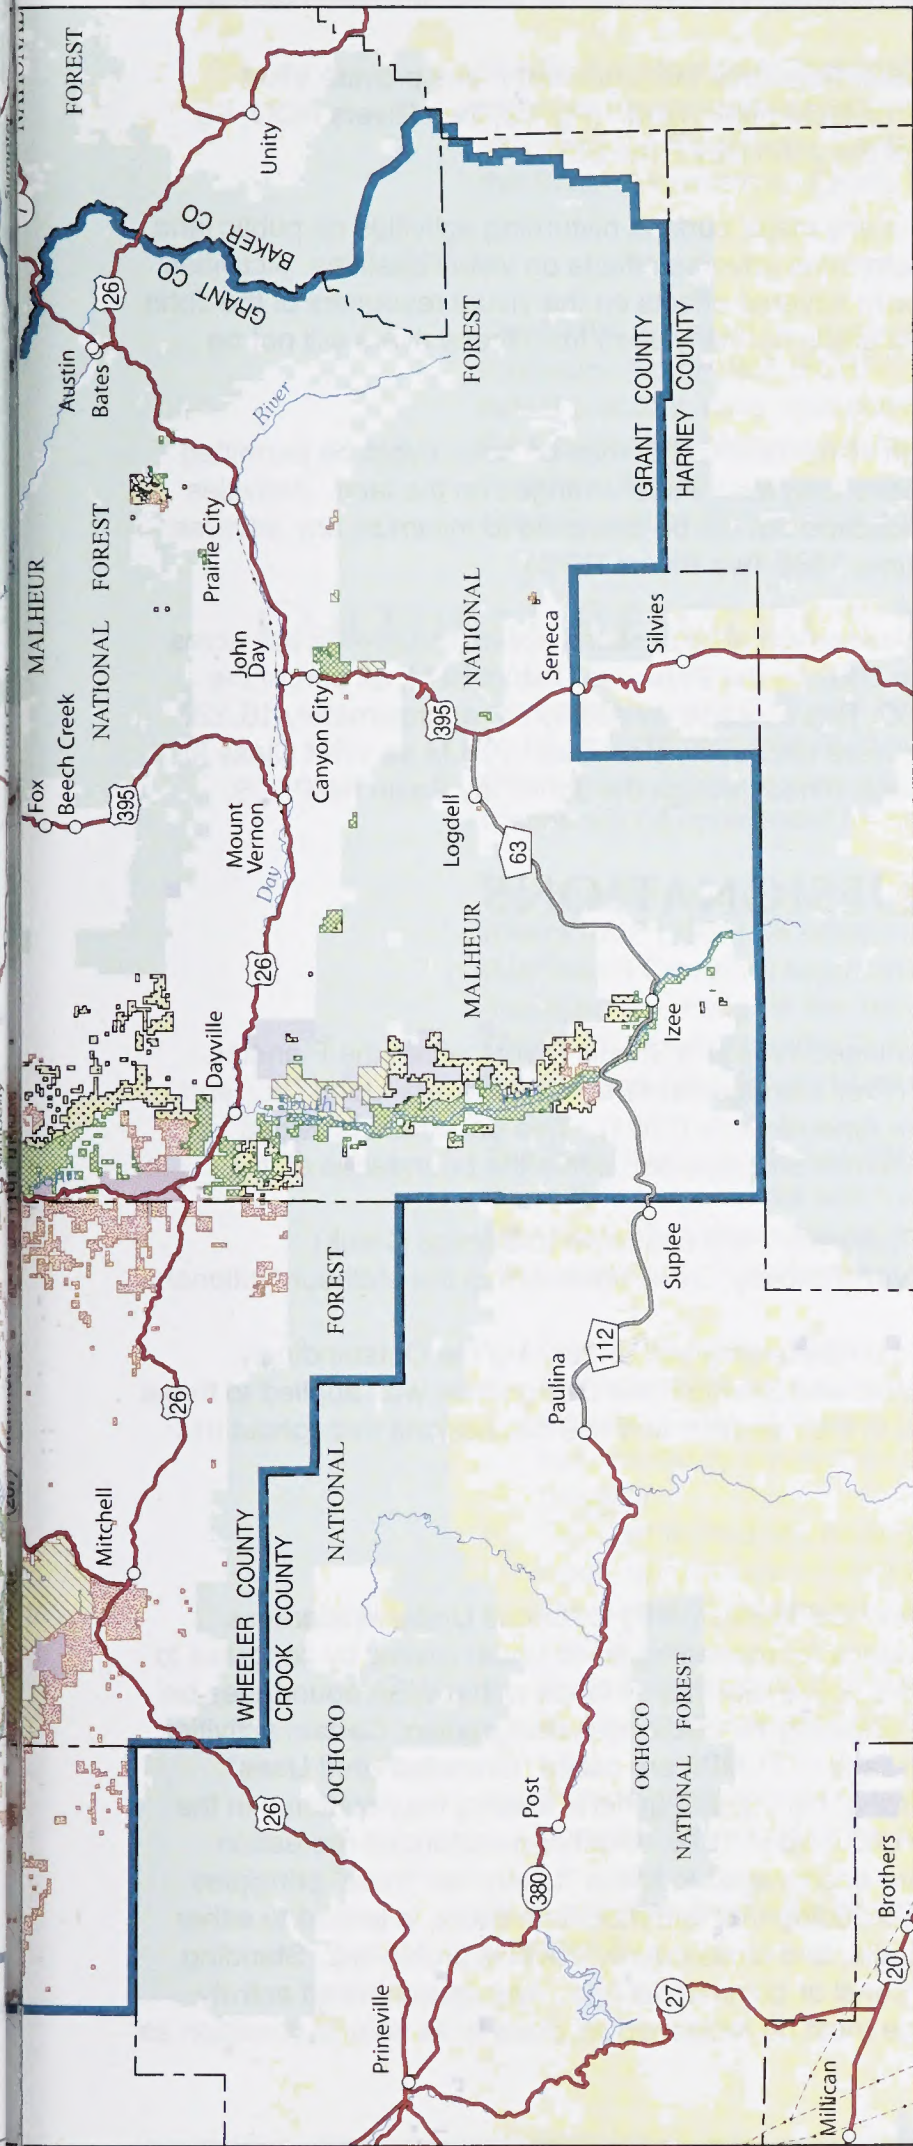 NATIONAL
FOREST
Unity
BAKER CO
GRANT CO
26
Austin
Bates
River
FOREST
GRANT COUNTY
HARNEY COUNTY
Prairie City
MALHEUR
NATIONAL FOREST
John
Day
Canyon City
NATIONAL
Seneca
Silvies
395
Fox
Beech Creek
395
Mount
Vernon
Day
Logdell
63
MALHEUR
26
Dayville
Izee
Suplee
112
Paulina
FOREST
NATIONAL
26
Mitchell
WHEELER COUNTY
CROOK COUNTY
OCHOCO
OCHOCO
NATIONAL FOREST
26
Post
380
Prineville
27
Brothers
20
Millican